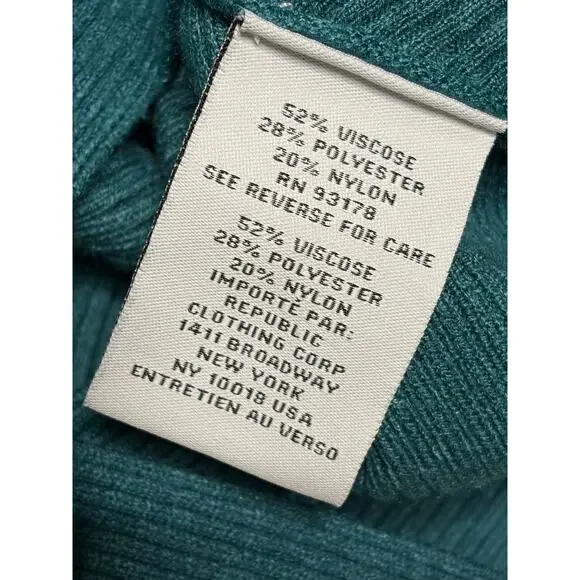 52% VISCOSE
28% POLYESTER
20% NYLON
RN 93178
SEE REVERSE FOR CARE
52% VISCOSE
28% POLYESTER
20% NYLON
IMPORTÉ PAR:
REPUBLIC
CLOTHING CORP
1411 BROADWAY
NEW YORK
NY 10018 USA
ENTRETIEN AU VERSO